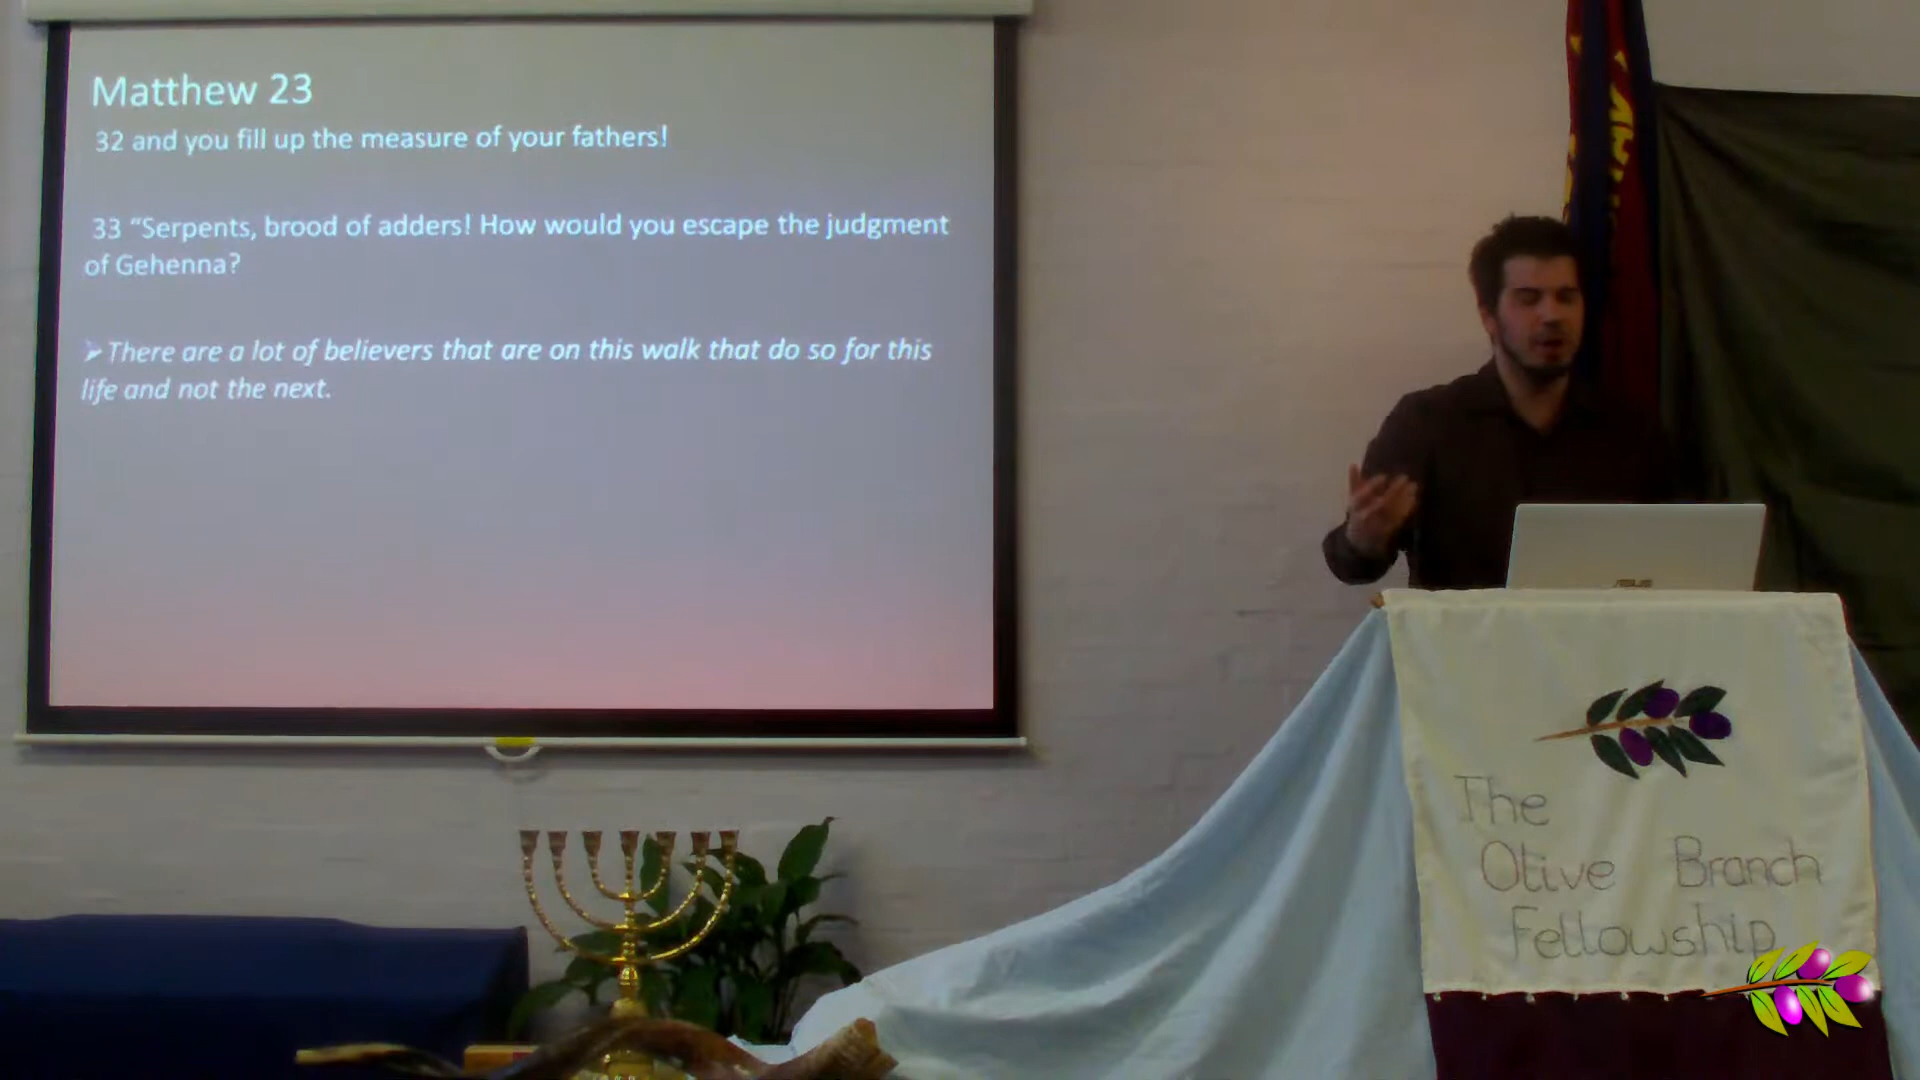 Matthew 23
32 and you fill up the measure of your fathers!
33 “Serpents, brood of adders! How would you escape the judgment
of Gehenna?
There are a lot of believers that are on this walk that do so for this
life and not the next.
ASUS
The
Olive Branch
Fellowship